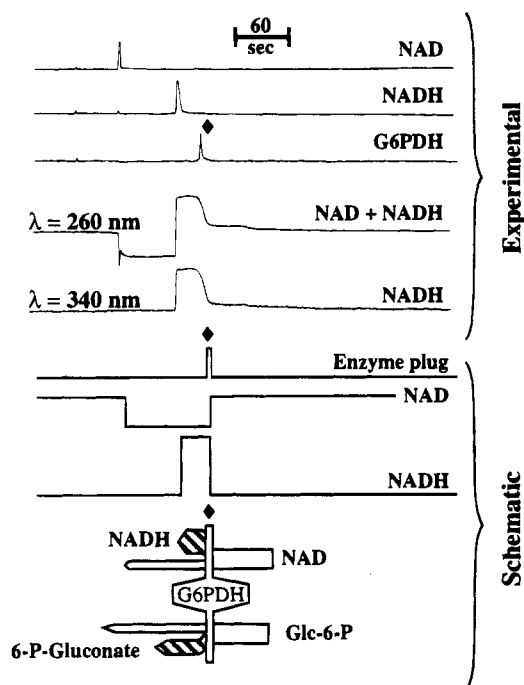 60
sec
NAD
NADH
G6PDH
λ = 260 nm
NAD + NADH
λ = 340 nm
NADH
Experimental
Enzyme plug
NAD
NADH
NADH
NAD
G6PDH
Glc-6-P
6-P-Gluconate
Schematic